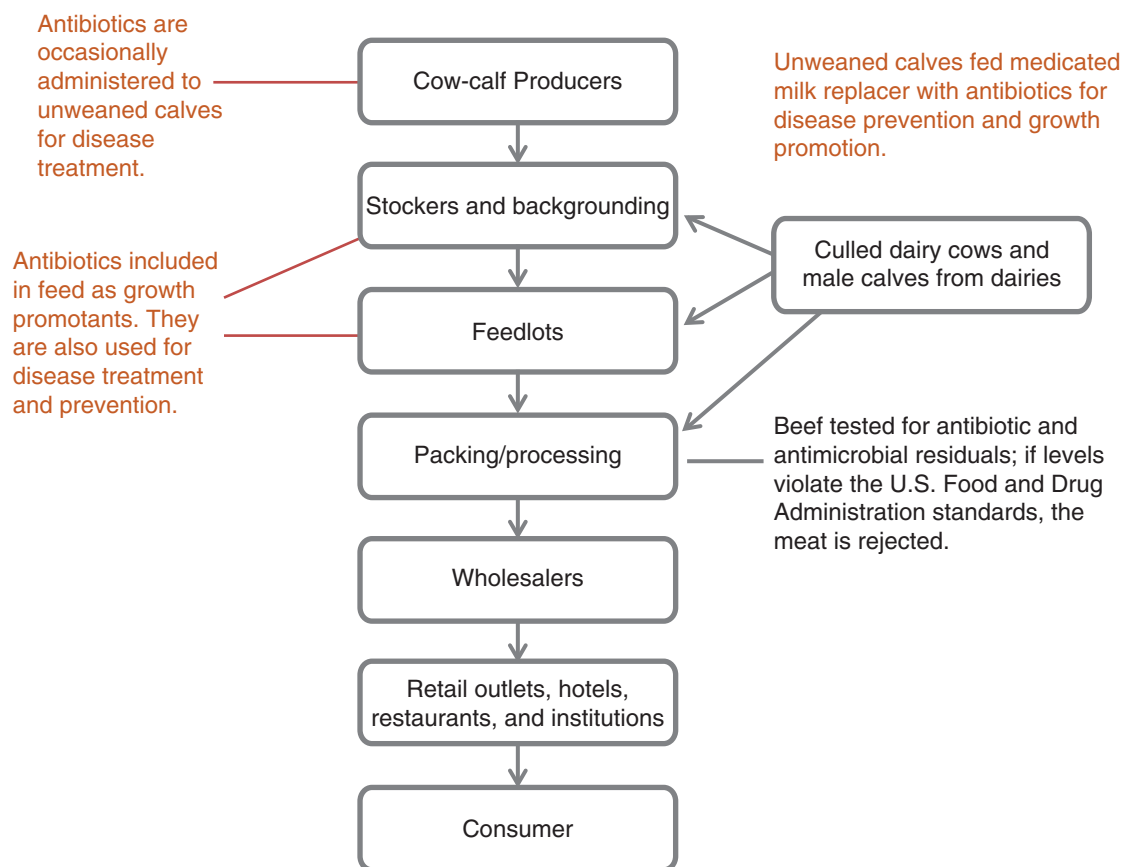 Antibiotics are
occasionally
administered to
unweaned calves
for disease
treatment.
Cow-calf Producers
Unweaned calves fed medicated
milk replacer with antibiotics for
disease prevention and growth
promotion.
Stockers and backgrounding
Culled dairy cows and
male calves from dairies
Antibiotics included
in feed as growth
promotants. They
are also used for
disease treatment
and prevention.
Feedlots
Packing/processing
Beef tested for antibiotic and
antimicrobial residuals; if levels
violate the U.S. Food and Drug
Administration standards, the
meat is rejected.
Wholesalers
Retail outlets, hotels,
restaurants, and institutions
Consumer